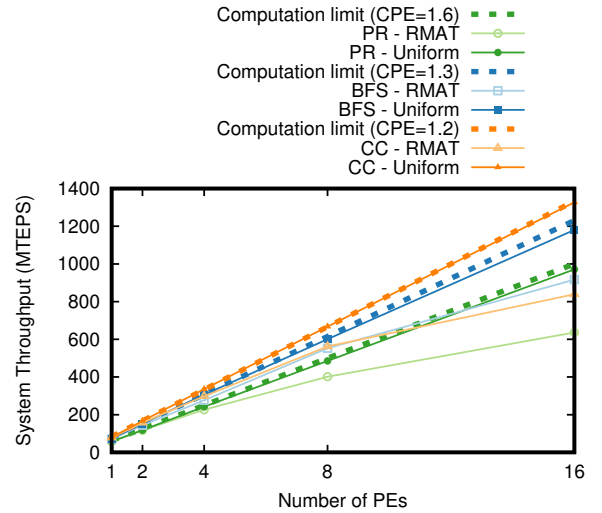 Computation limit (CPE=1.6)
PR - RMAT
PR - Uniform
Computation limit (CPE=1.3)
BFS - RMAT
BFS - Uniform
Computation limit (CPE=1.2)
CC - RMAT
CC - Uniform
1400
1200
1000
800
600
400
200
0
System Throughput (MTEPS)
1 2 4 8 16
Number of PEs